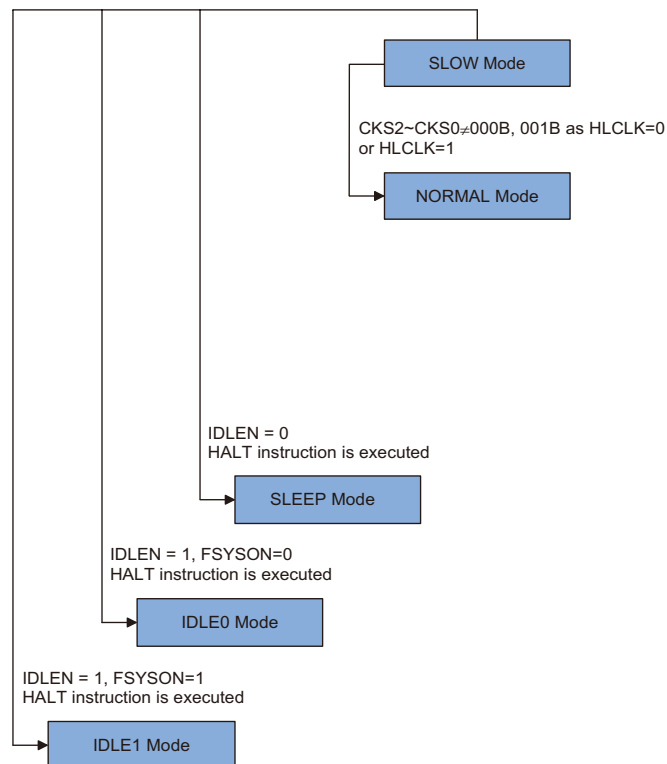 SLOW Mode
CKS2~CKS0≠000B, 001B as HLCLK=0
or HLCLK=1
NORMAL Mode
IDLEN = 0
HALT instruction is executed
SLEEP Mode
IDLEN = 1, FSYSON=0
HALT instruction is executed
IDLE0 Mode
IDLEN = 1, FSYSON=1
HALT instruction is executed
IDLE1 Mode